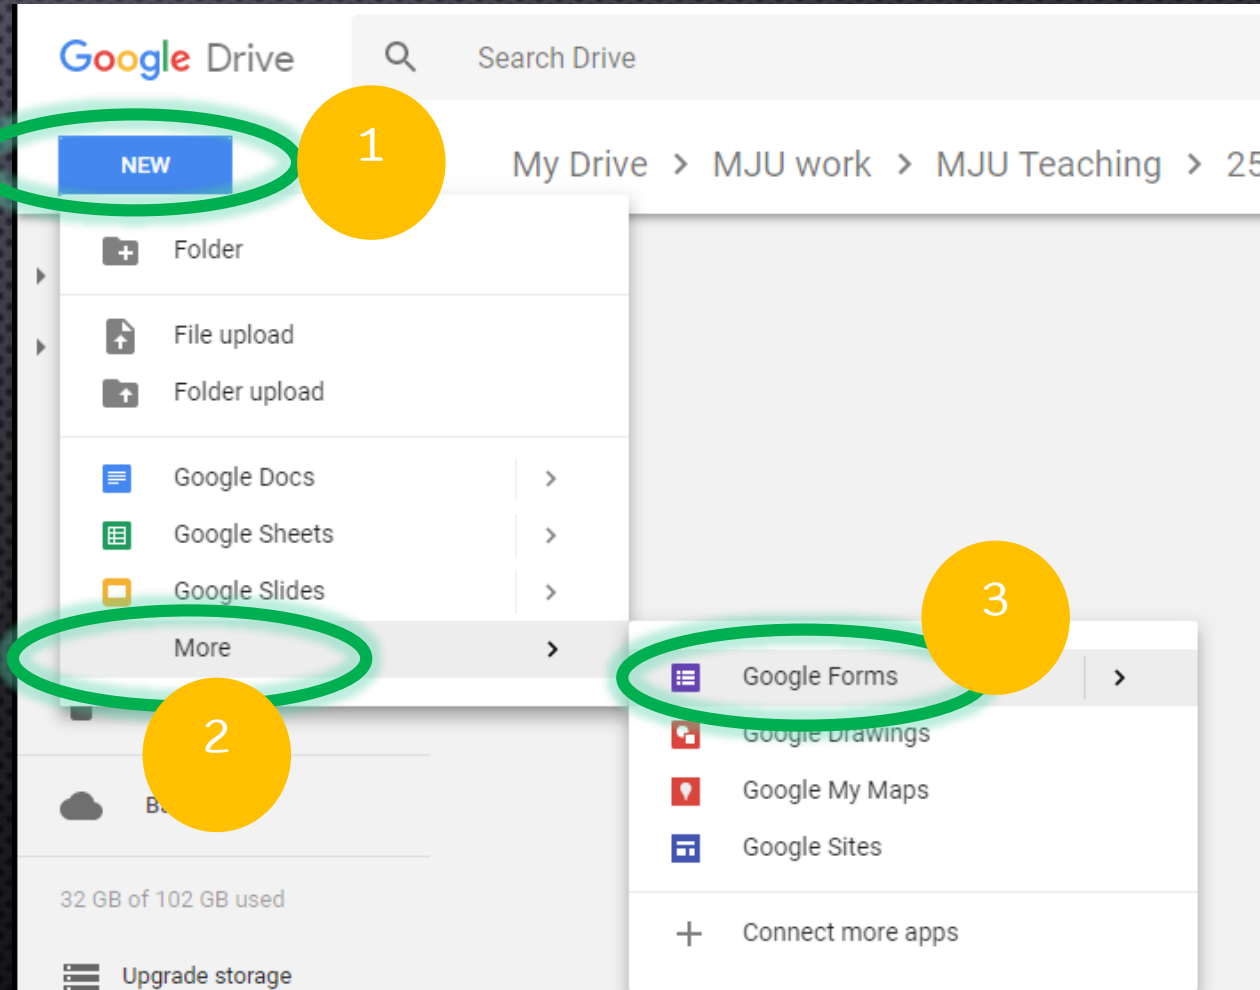 Google Drive
Search Drive
1
NEW
My Drive > MJU work > MJU Teaching > 25
Folder
File upload
Folder upload
Google Docs
Google Sheets
Google Slides
More
2
3
Google Forms
Google Drawings
Google My Maps
Google Sites
Connect more apps
32 GB of 102 GB used
Upgrade storage